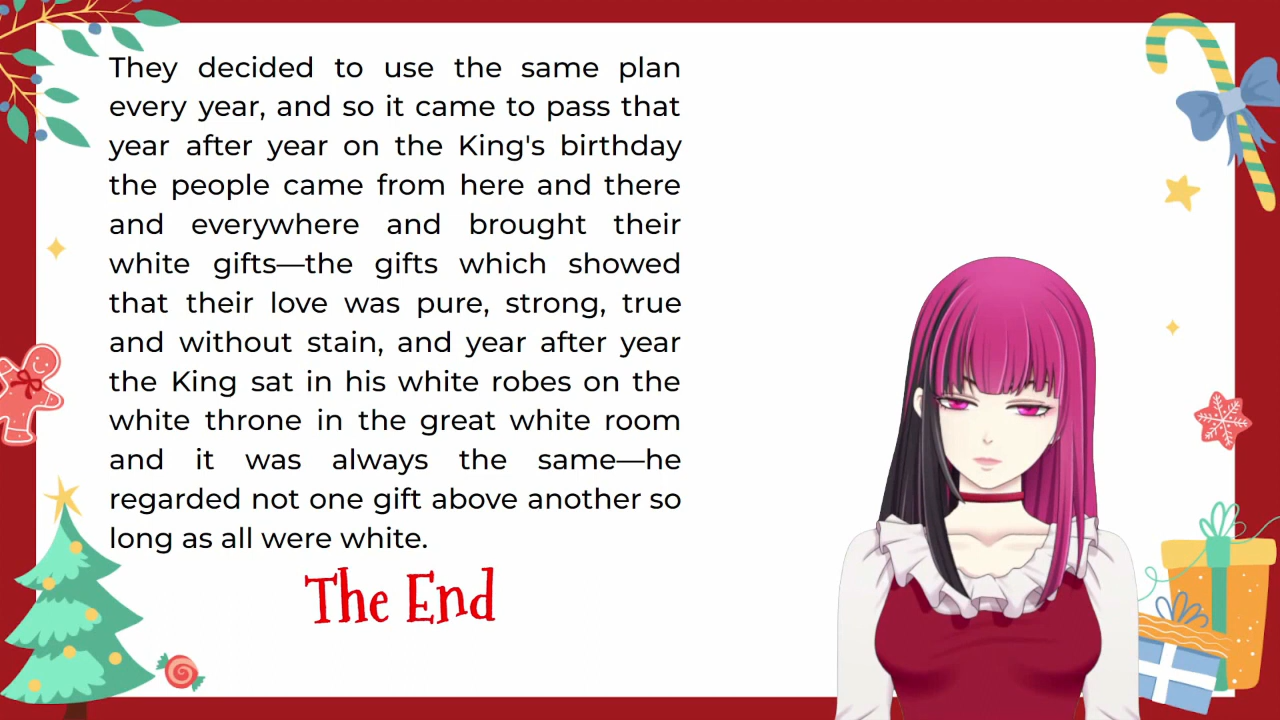 They decided to use the same plan
every year, and so it came to pass that
year after year on the King's birthday
the people came from here and there
and everywhere and brought their
white gifts—the gifts which showed
that their love was pure, strong, true
and without stain, and year after year
the King sat in his white robes on the
white throne in the great white room
and it was always the same—he
regarded not one gift above another so
long as all were white.
The End